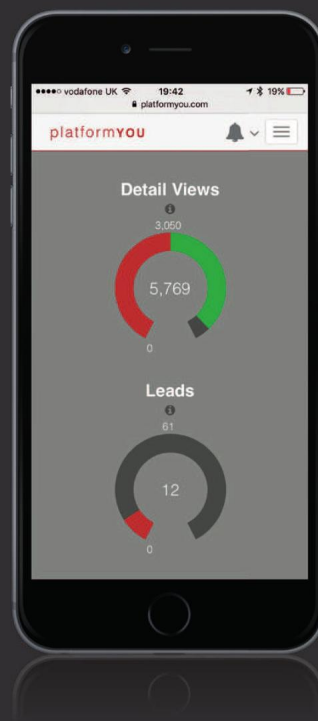 vodafone UK 19:42 19%
platformyou.com
platformYOU
Detail Views
3,050
5,769
0
Leads
61
12
0